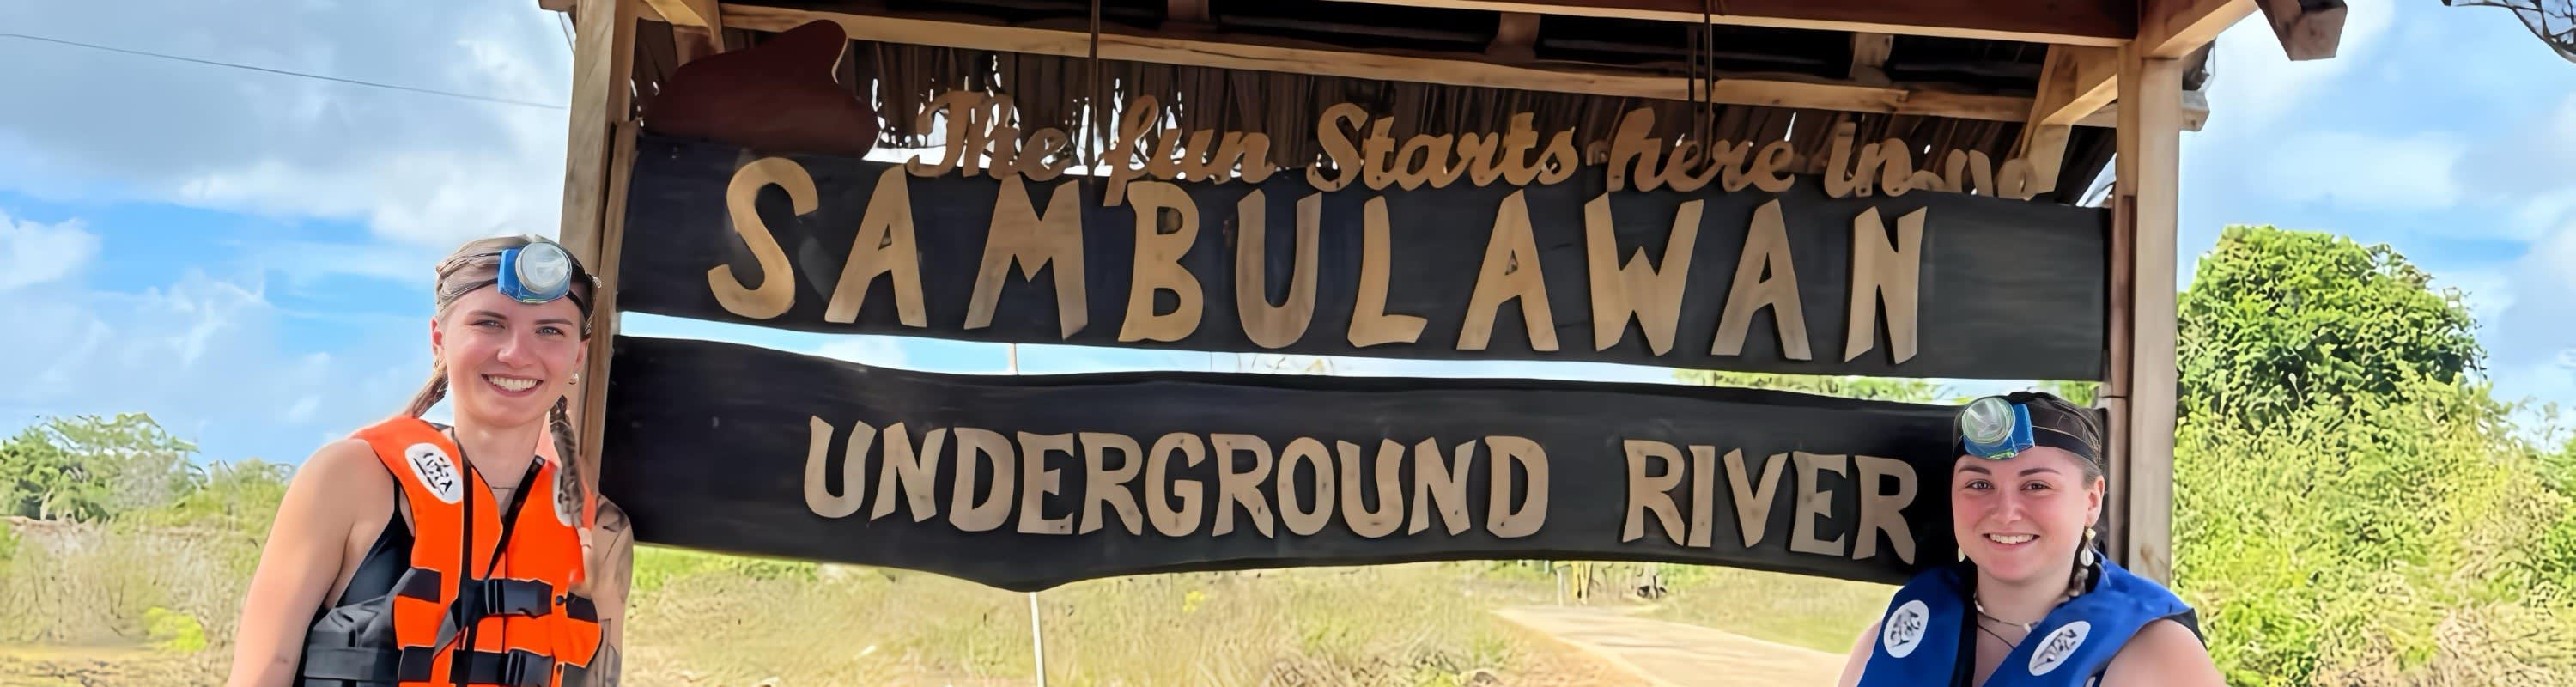 The fun Starts here in
SAMBULAWAN
UNDERGROUND RIVER